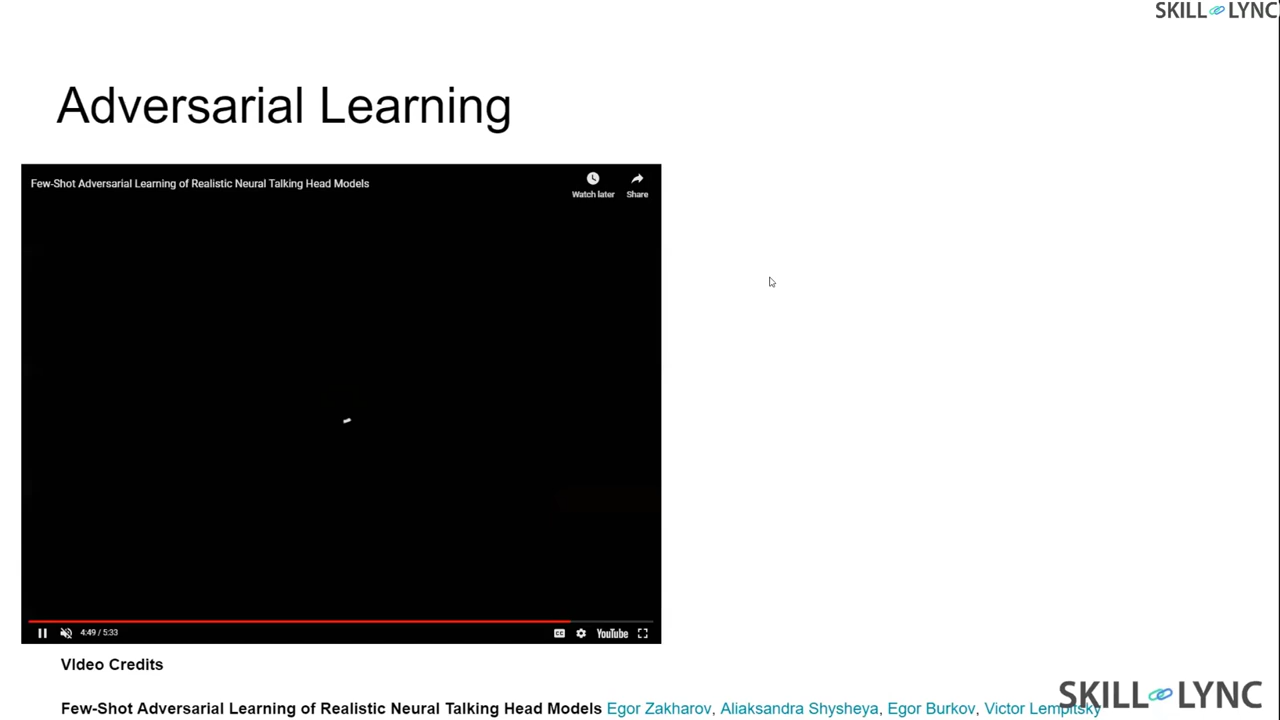 SKILL LYNC
Adversarial Learning
Few-Shot Adversarial Learning of Realistic Neural Talking Head Models
Watch later
Share
4:49 / 5:33
CC
YouTube
VIdeo Credits
Few-Shot Adversarial Learning of Realistic Neural Talking Head Models Egor Zakharov, Aliaksandra Shysheya, Egor Burkov, Victor Lempitsky
SKILL LYNC